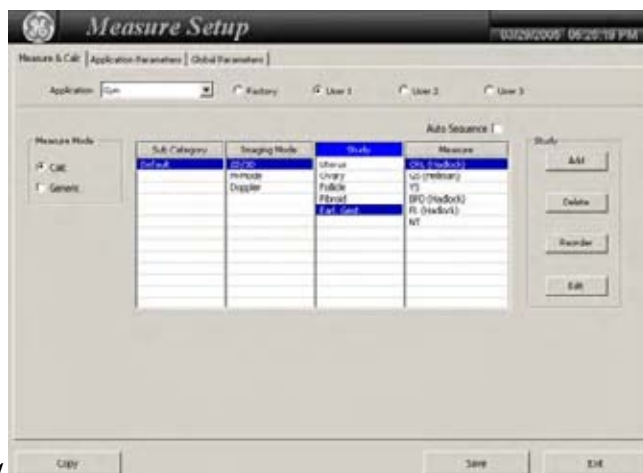 Measure Setup
03/29/2006 06:25:19 PM
Measure & Calc Application Parameters Global Parameters
Application Gyn Factory User 1 User 2 User 3
Auto Sequence
Measure Mode
Calc
Generic
Sub Category Imaging Mode Study Measure
Default 2D/3D Uterus CRL (Hadlock)
M-Mode Ovary GS (Hellman)
Doppler Follicle YS
Fibroid BPD (Hadlock)
Earl. Gest. FL (Hadlock)
NT
Study
Add
Delete
Reorder
Edit
Copy Save Exit